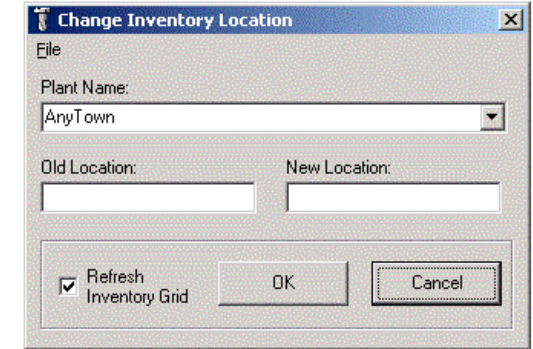 Change Inventory Location
File
Plant Name:
AnyTown
Old Location: New Location:
Refresh
Inventory Grid
OK
Cancel